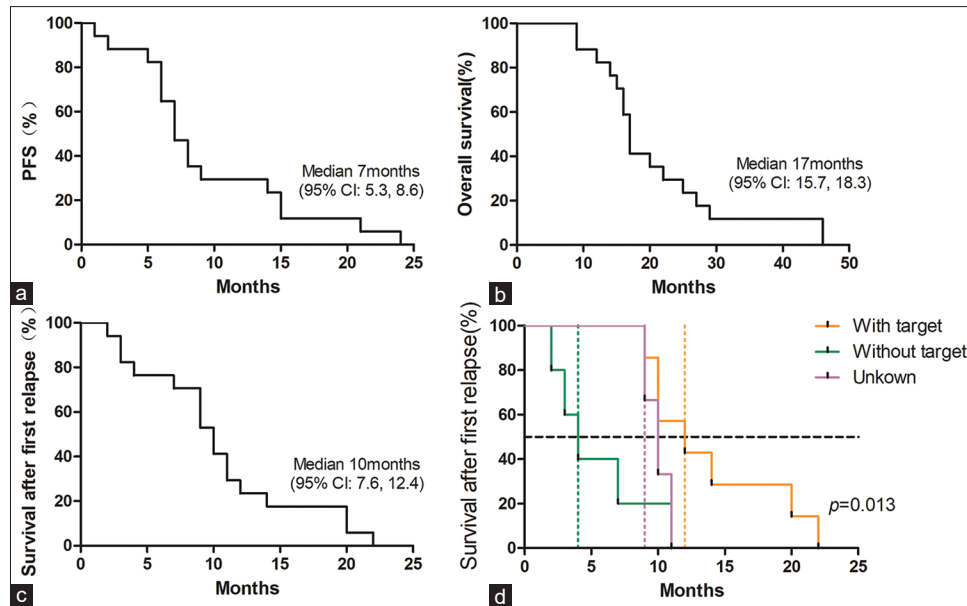 100
80
60
40
20
0
PFS（%）
Median 7months
(95% CI: 5.3, 8.6)
0 5 10 15 20 25
Months
a
100
80
60
40
20
0
Overall survival(%)
Median 17months
(95% CI: 15.7, 18.3)
0 10 20 30 40 50
Months
b
100
80
60
40
20
0
Survival after first relapse（%）
Median 10months
(95% CI: 7.6, 12.4)
0 5 10 15 20 25
Months
c
100
80
60
40
20
0
Survival after first relapse(%)
With target
Without target
Unkown
p=0.013
0 5 10 15 20 25
Months
d